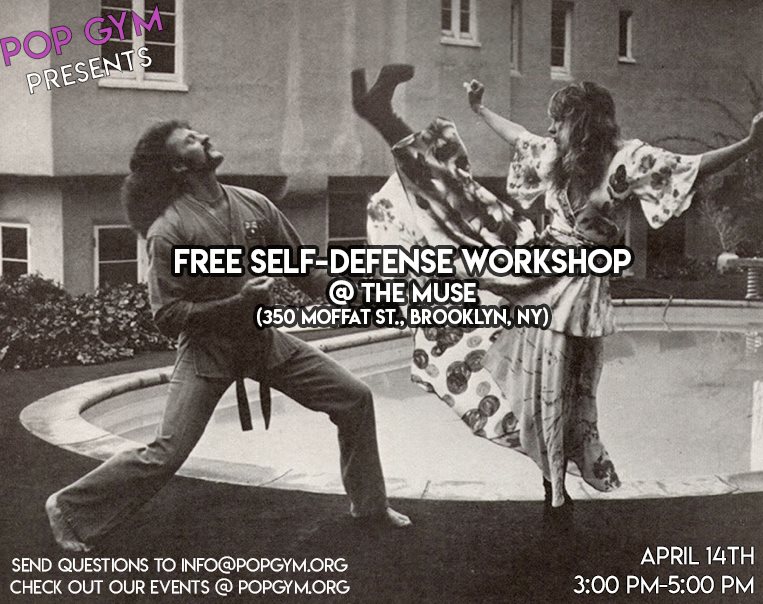 POP GYM
PRESENTS
FREE SELF-DEFENSE WORKSHOP
@ THE MUSE
(350 MOFFAT ST., BROOKLYN, NY)
SEND QUESTIONS TO INFO@POPGYM.ORG
CHECK OUT OUR EVENTS @ POPGYM.ORG
APRIL 14TH
3:00 PM-5:00 PM